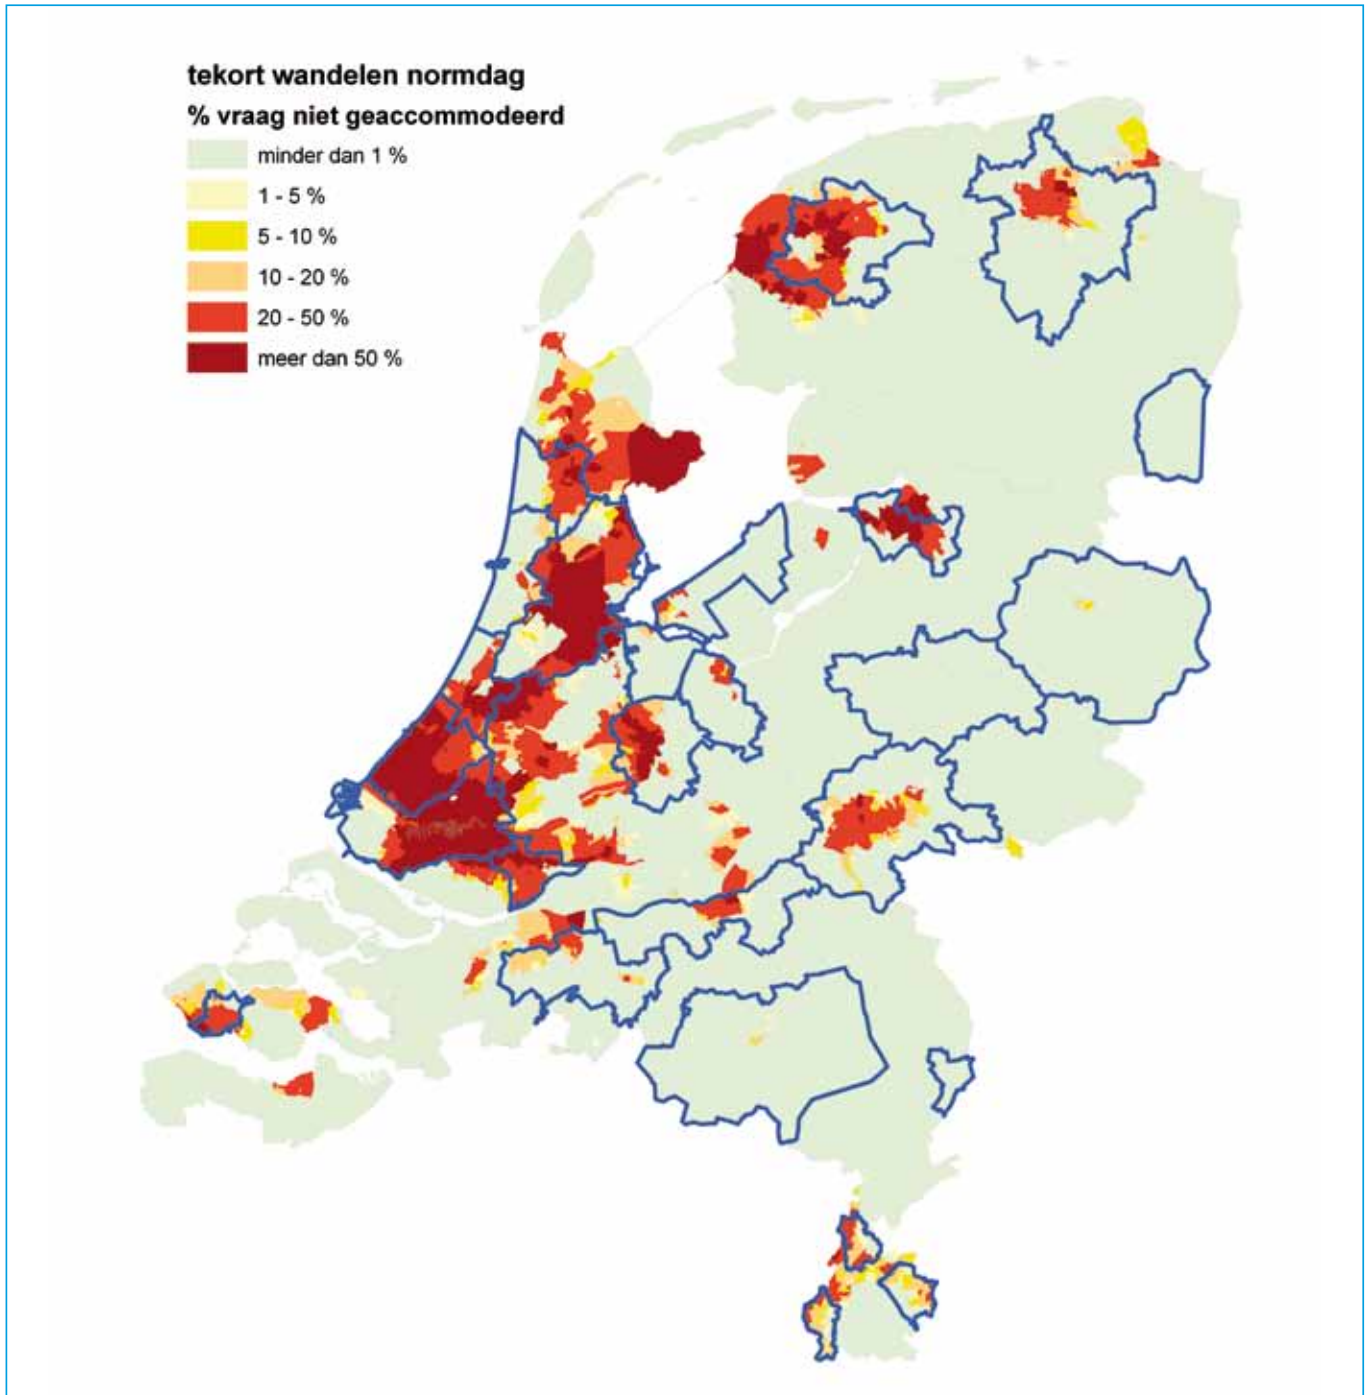 tekort wandelen normdag
% vraag niet geaccommodeerd
minder dan 1 %
1 - 5 %
5 - 10 %
10 - 20 %
20 - 50 %
meer dan 50 %